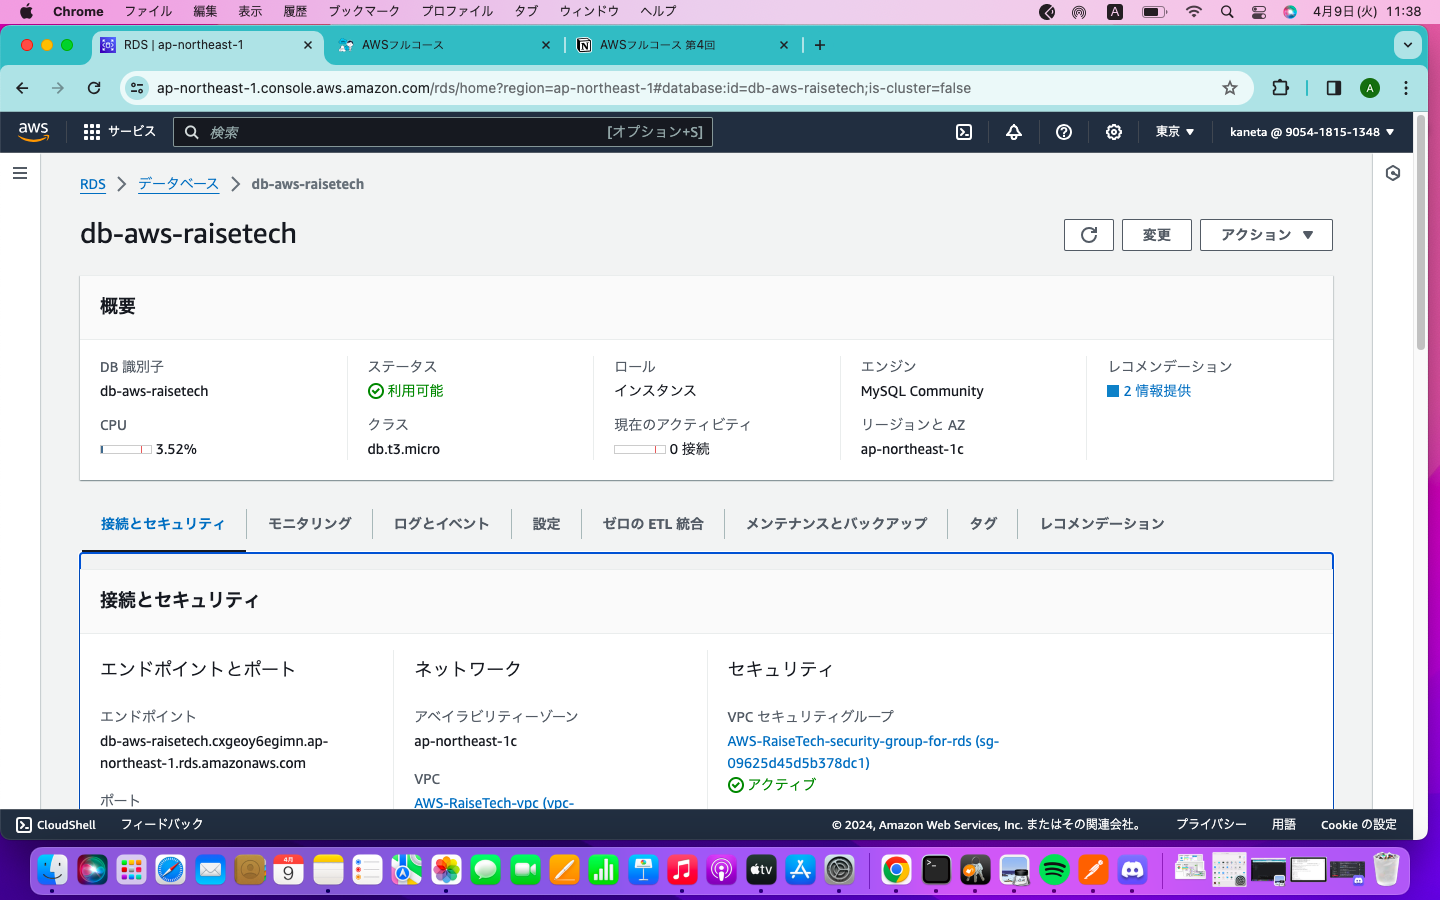 Chrome ファイル 編集 表示 履歴 ブックマーク プロファイル タブ ウィンドウ ヘルプ A 4月9日(火) 11:38
RDS | ap-northeast-1 AWSフルコース AWSフルコース 第4回
ap-northeast-1.console.aws.amazon.com/rds/home?region=ap-northeast-1#database:id=db-aws-raisetech;is-cluster=false A
aws サービス 検索 [オプション+S] 東京 kaneta @ 9054-1815-1348
RDS データベース db-aws-raisetech
db-aws-raisetech
変更 アクション
概要
DB 識別子 ステータス ロール エンジン レコメンデーション
db-aws-raisetech 利用可能 インスタンス MySQL Community 2 情報提供
CPU クラス 現在のアクティビティ リージョンと AZ
3.52% db.t3.micro 0 接続 ap-northeast-1c
接続とセキュリティ モニタリング ログとイベント 設定 ゼロの ETL 統合 メンテナンスとバックアップ タグ レコメンデーション
接続とセキュリティ
エンドポイントとポート
エンドポイント
db-aws-raisetech.cxgeoy6egimn.ap-
northeast-1.rds.amazonaws.com
ポート
ネットワーク
アベイラビリティーゾーン
ap-northeast-1c
VPC
AWS-RaiseTech-vpc (vpc-
セキュリティ
VPC セキュリティグループ
AWS-RaiseTech-security-group-for-rds (sg-
09625d45d5b378dc1)
アクティブ
CloudShell フィードバック © 2024, Amazon Web Services, Inc. またはその関連会社。 プライバシー 用語 Cookie の設定
4月
9
tv